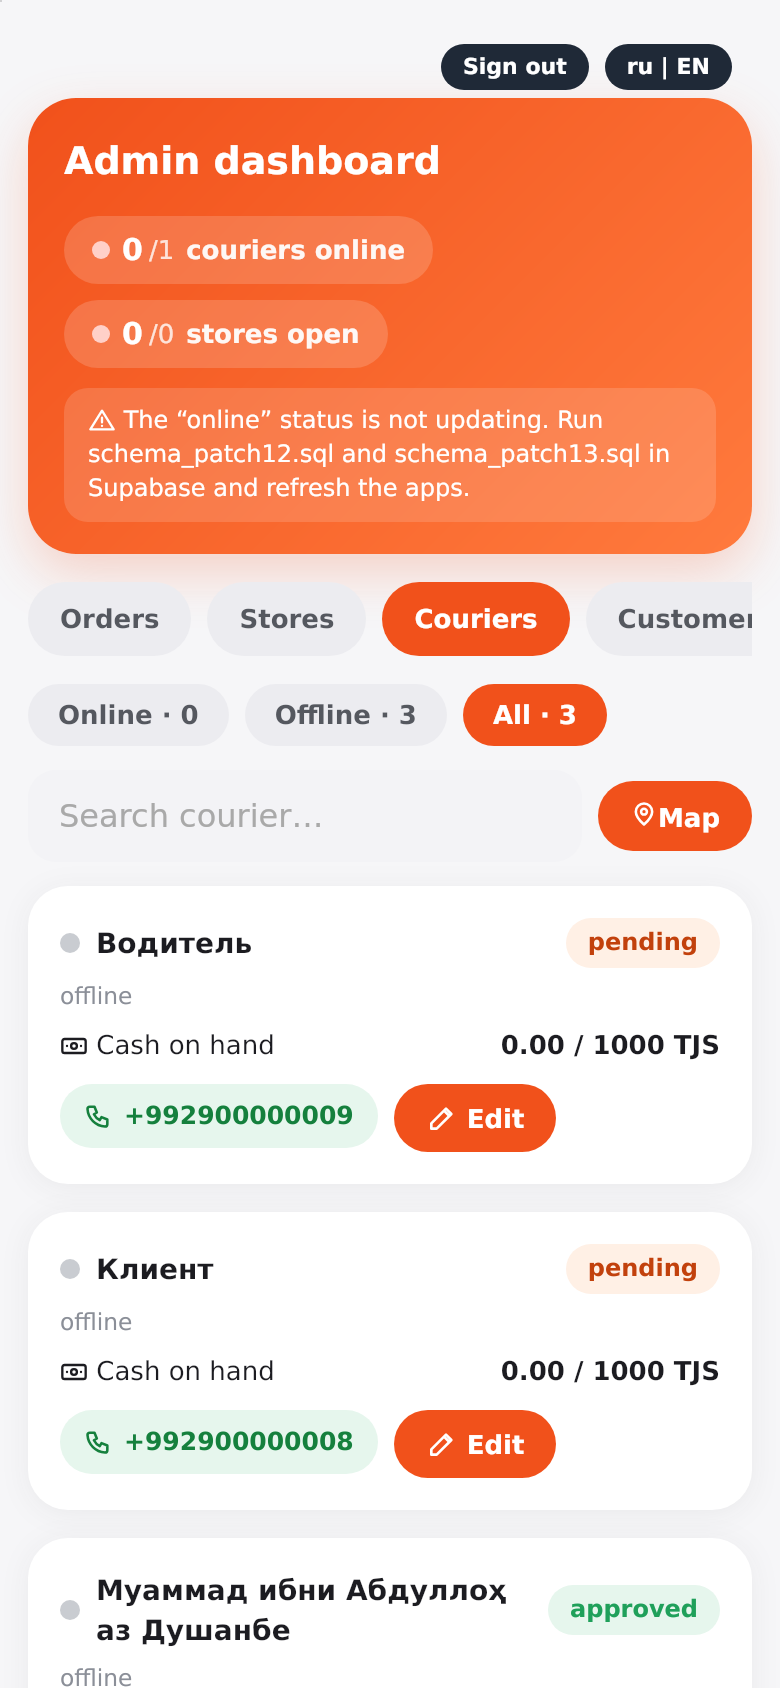 Sign out
ru | EN
Admin dashboard
0 /1 couriers online
0 /0 stores open
⚠ The “online” status is not updating. Run
schema_patch12.sql and schema_patch13.sql in
Supabase and refresh the apps.
Orders
Stores
Couriers
Customer
Online · 0
Offline · 3
All · 3
Search courier…
Map
Водитель
pending
offline
Cash on hand
0.00 / 1000 TJS
+992900000009
Edit
Клиент
pending
offline
Cash on hand
0.00 / 1000 TJS
+992900000008
Edit
Муаммад ибни Абдуллоҳ
аз Душанбе
approved
offline